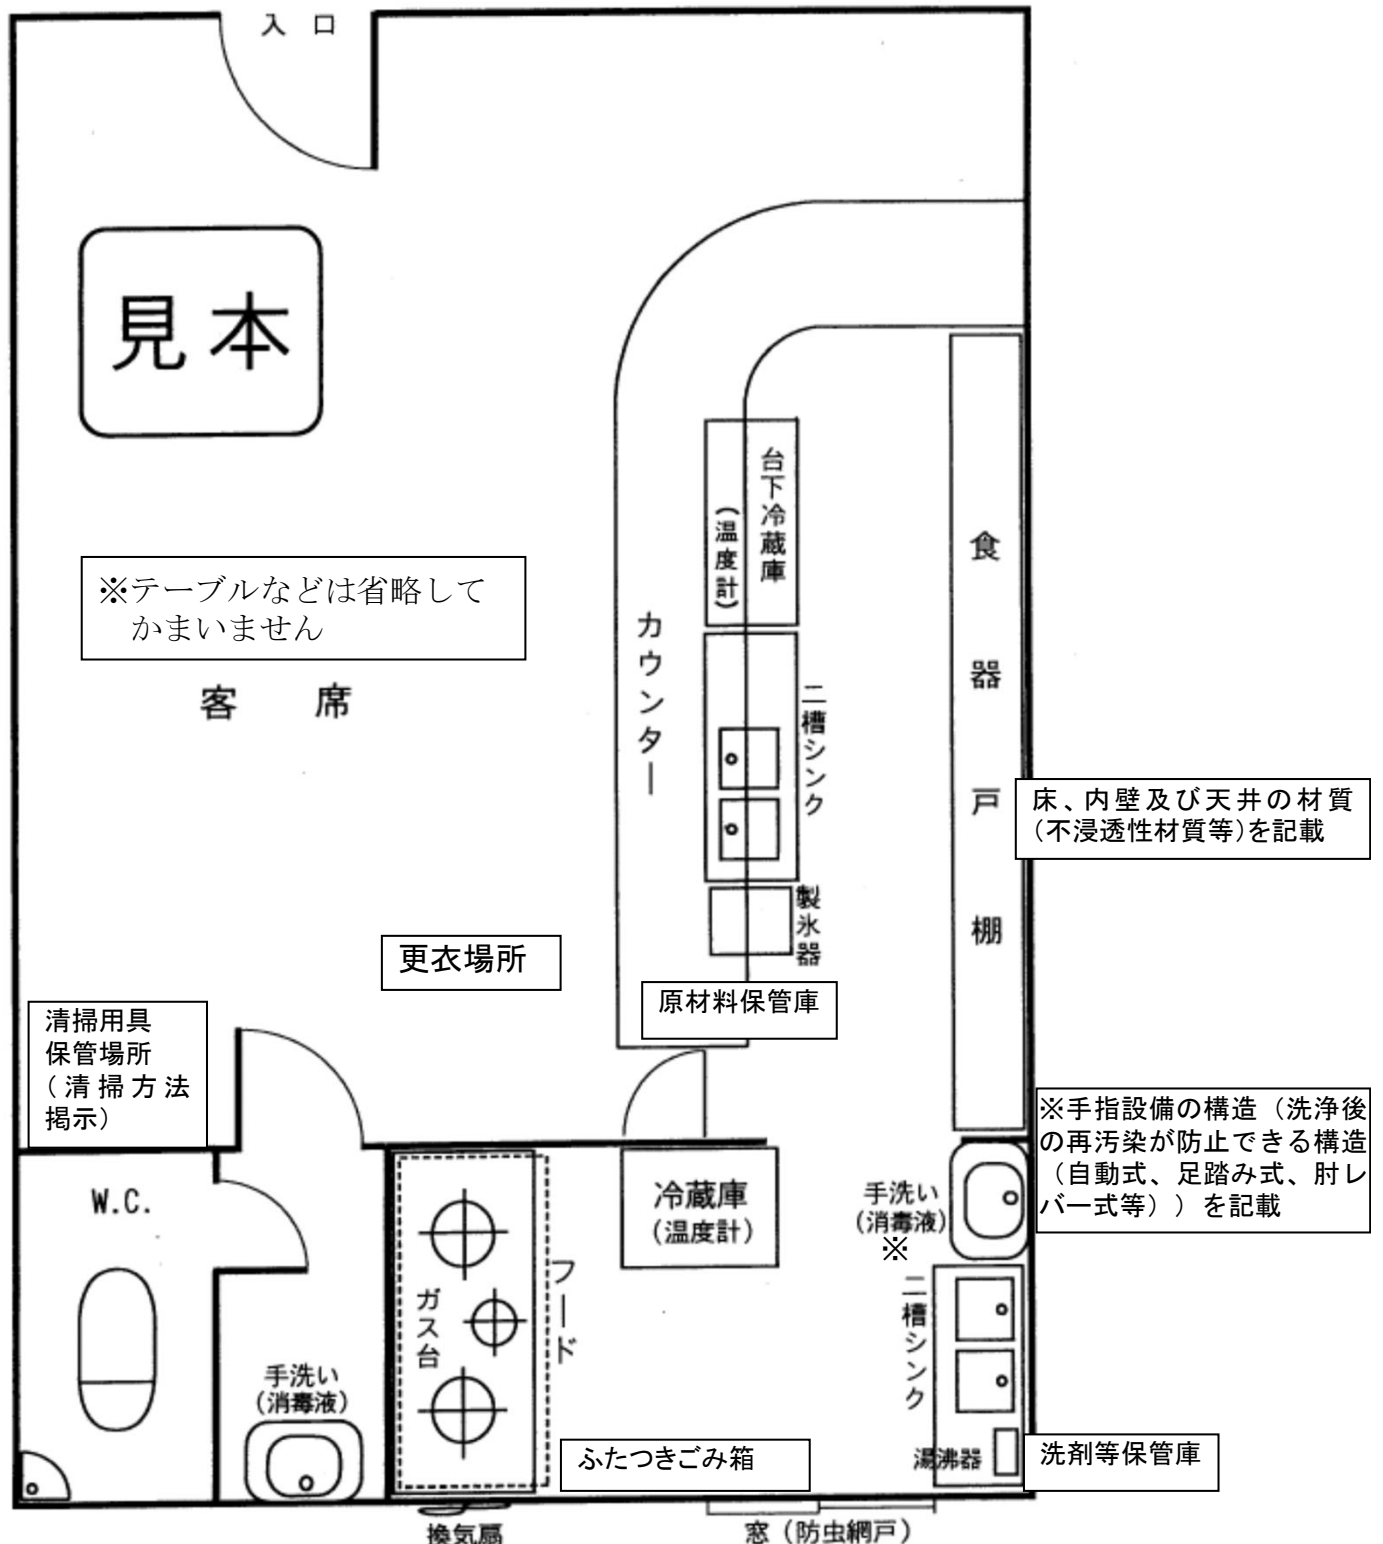 入口
見本
台下冷蔵庫
(温度計)
食器戸棚
※テーブルなどは省略して
かまいません
カウンター
客席
二槽シンク
床、内壁及び天井の材質
(不浸透性材質等)を記載
製氷器
更衣場所
原材料保管庫
清掃用具
保管場所
(清掃方法
掲示)
※手指設備の構造(洗浄後
の再汚染が防止できる構造
(自動式、足踏み式、肘レ
バー式等))を記載
W.C.
冷蔵庫
(温度計)
手洗い
(消毒液)
※
フード
ガス台
二槽シンク
手洗い
(消毒液)
ふたつきごみ箱
湯沸器
洗剤等保管庫
換気扇
窓(防虫網戸)